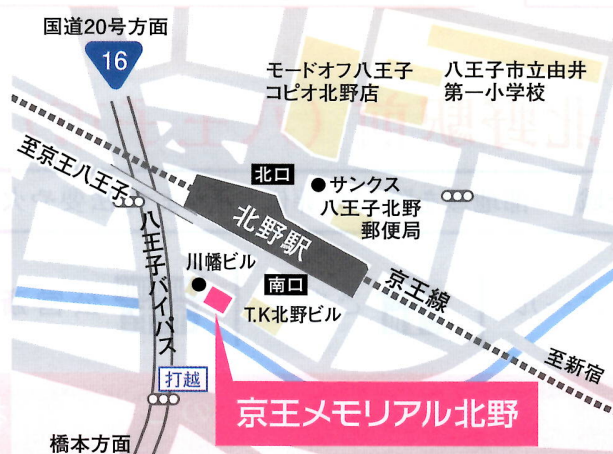 国道20号方面
16
モードオフ八王子
コピオ北野店
八王子市立由井
第一小学校
至京王八王子
北口
サンクス
八王子北野
郵便局
北野駅
八王子バイパス
川幡ビル
南口
T.K北野ビル
京王線
至新宿
打越
京王メモリアル北野
橋本方面